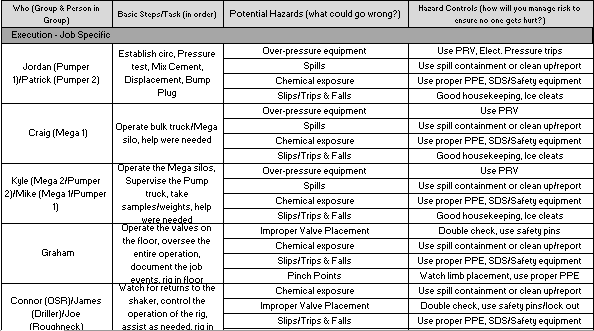 Who (Group & Person in Group)
Basic Steps/Task (in order)
Potential Hazards (what could go wrong?)
Hazard Controls (how will you manage risk to ensure no one gets hurt?)
Execution - Job Specific
Jordan (Pumper 1)/Patrick (Pumper 2)
Establish circ, Pressure test, Mix Cement, Displacement, Bump Plug
Over-pressure equipment
Use PRV, Elect. Pressure trips
Spills
Use spill containment or clean up/report
Chemical exposure
Use proper PPE, SDS/Safety equipment
Slips/Trips & Falls
Good housekeeping, Ice cleats
Craig (Mega 1)
Operate bulk truck/Mega silo, help were needed
Over-pressure equipment
Use PRV
Spills
Use spill containment or clean up/report
Chemical exposure
Use proper PPE, SDS/Safety equipment
Slips/Trips & Falls
Good housekeeping, Ice cleats
Kyle (Mega 2/Pumper 2)/Mike (Mega 1/Pumper 1)
Operate the Mega silos, Supervise the Pump truck, take samples/weights, help were needed
Over-pressure equipment
Use PRV
Spills
Use spill containment or clean up/report
Chemical exposure
Use proper PPE, SDS/Safety equipment
Slips/Trips & Falls
Good housekeeping, Ice cleats
Graham
Operate the valves on the floor, oversee the entire operation, document the job events, rig in floor
Improper Valve Placement
Double check, use safety pins
Chemical exposure
Use spill containment or clean up/report
Slips/Trips & Falls
Use proper PPE, SDS/Safety equipment
Pinch Points
Watch limb placement, use proper PPE
Connor (OSR)/James (Driller)/Joe (Roughneck)
Watch for returns to the shaker, control the operation of the rig, assist as needed, rig in
Chemical exposure
Use spill containment or clean up/report
Improper Valve Placement
Double check, use safety pins/lock out
Slips/Trips & Falls
Use proper PPE, SDS/Safety equipment